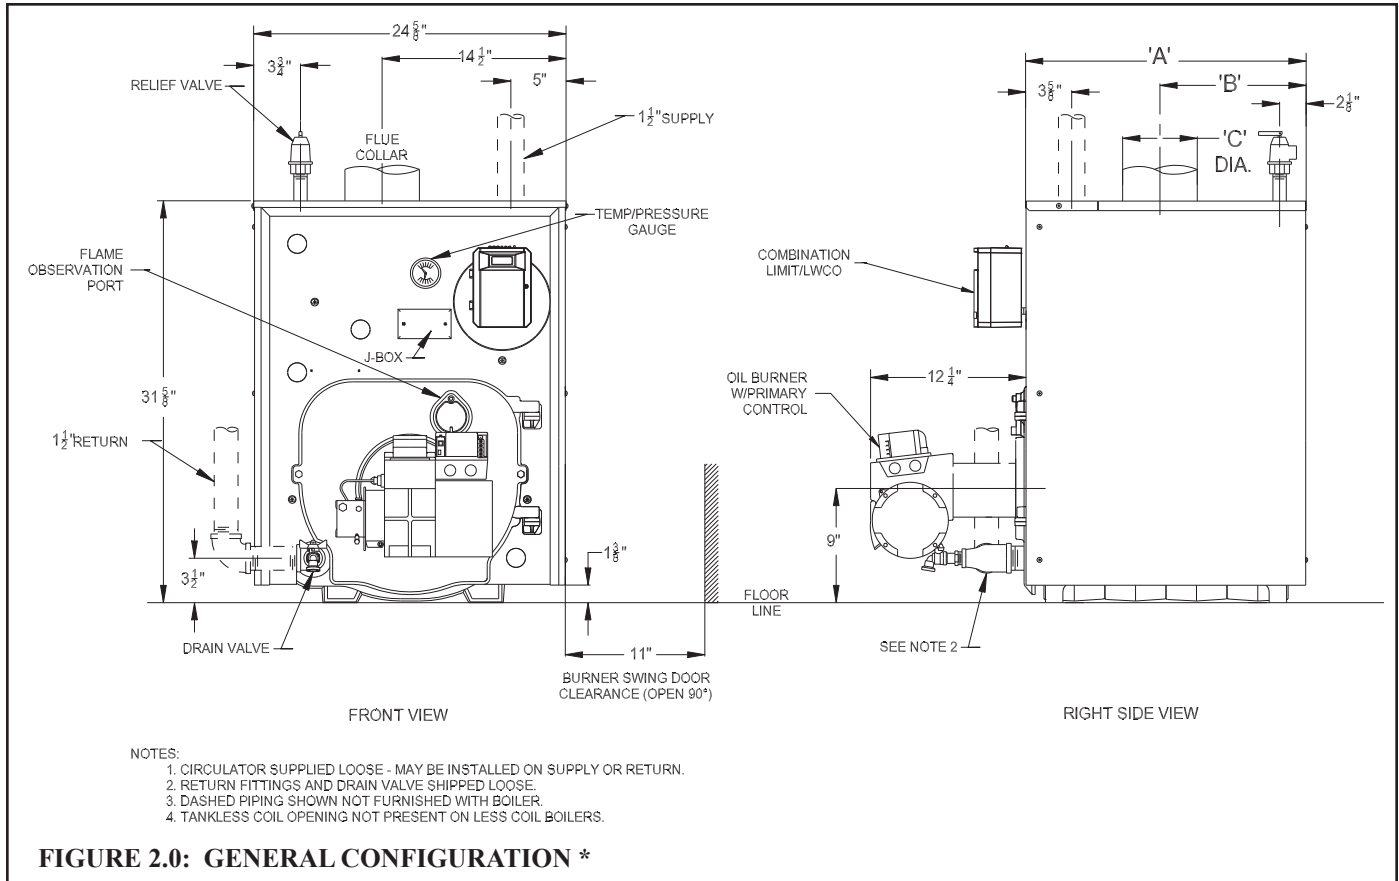 24 5/8"
14 1/2"
3 3/4"
5"
RELIEF VALVE
1 1/2" SUPPLY
FLUE
COLLAR
TEMP/PRESSURE
GAUGE
FLAME
OBSERVATION
PORT
J-BOX
31 5/8"
1 1/2" RETURN
3 1/2"
1 3/8"
DRAIN VALVE
11"
BURNER SWING DOOR
CLEARANCE (OPEN 90°)
FLOOR
LINE
FRONT VIEW
'A'
'B'
3 5/8"
2 1/8"
'C'
DIA.
COMBINATION
LIMIT/LWCO
12 1/4"
OIL BURNER
W/PRIMARY
CONTROL
9"
SEE NOTE 2
RIGHT SIDE VIEW
NOTES:
1. CIRCULATOR SUPPLIED LOOSE - MAY BE INSTALLED ON SUPPLY OR RETURN.
2. RETURN FITTINGS AND DRAIN VALVE SHIPPED LOOSE.
3. DASHED PIPING SHOWN NOT FURNISHED WITH BOILER.
4. TANKLESS COIL OPENING NOT PRESENT ON LESS COIL BOILERS.
FIGURE 2.0: GENERAL CONFIGURATION *